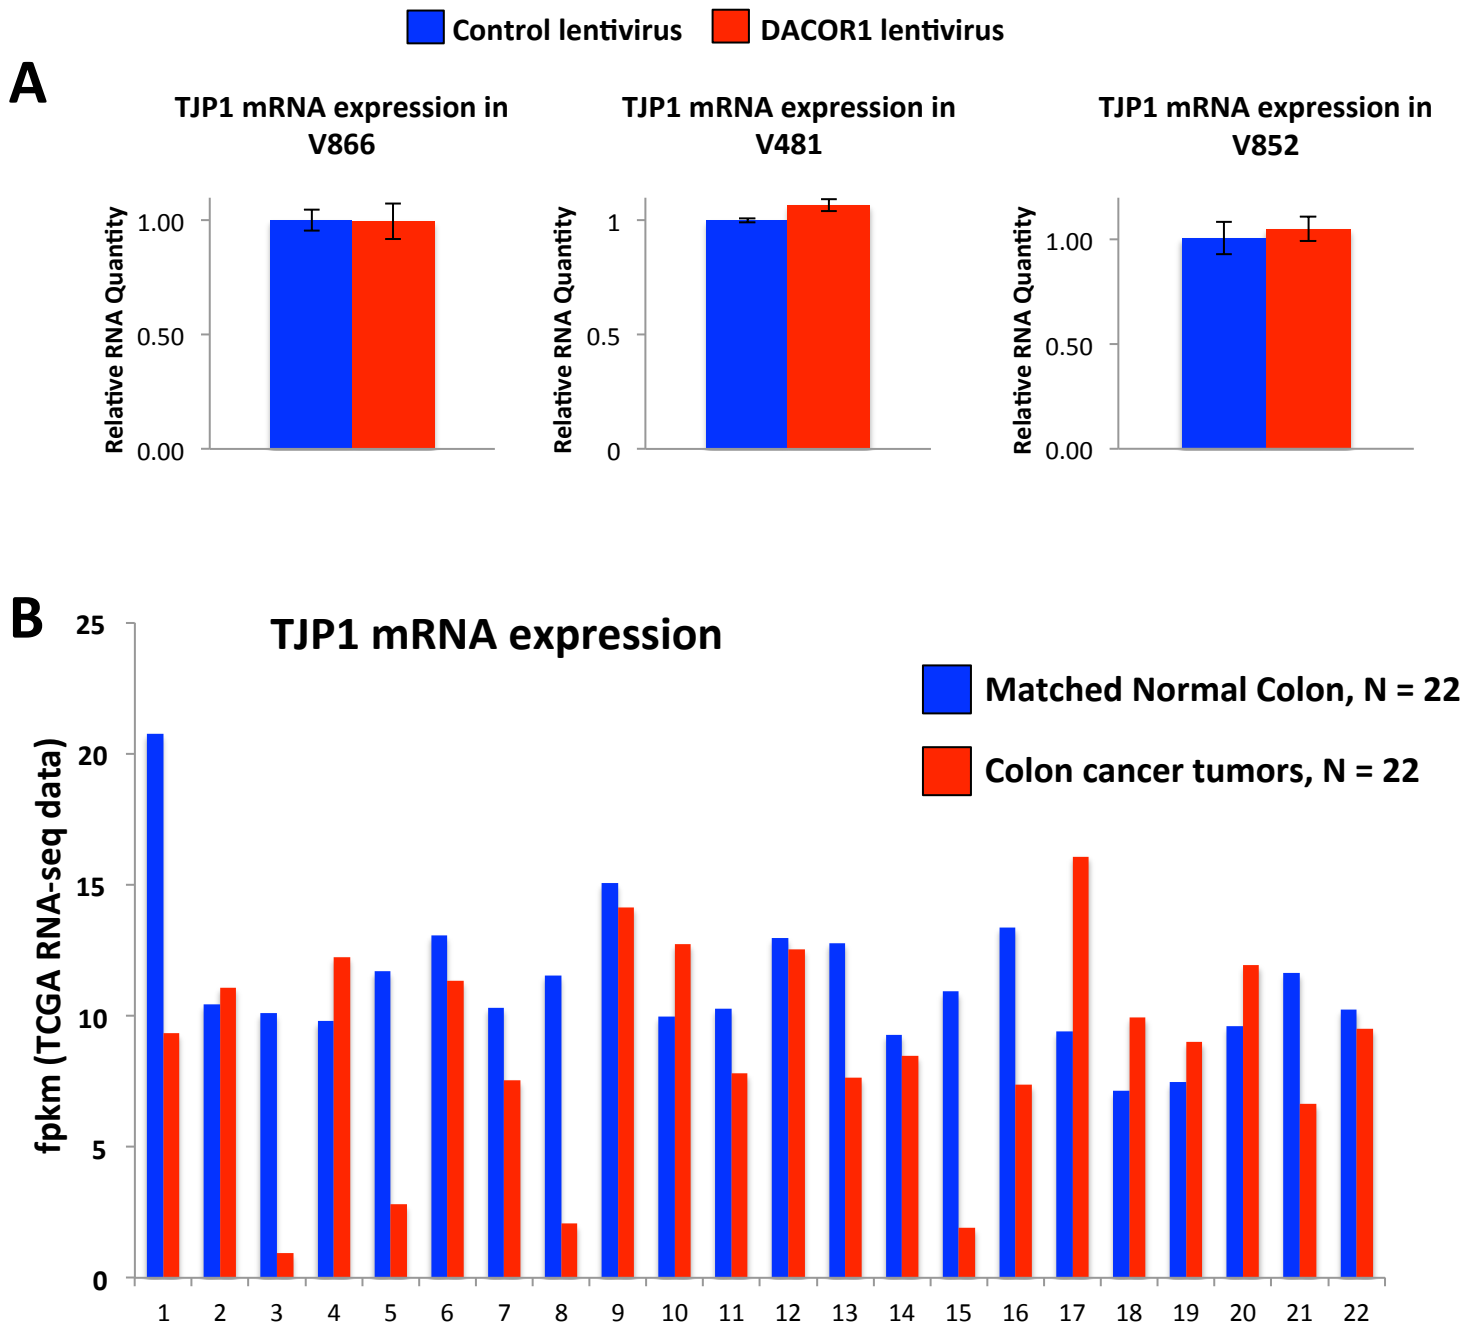 Control lentivirus
DACOR1 lentivirus
A
TJP1 mRNA expression in
V866
Relative RNA Quantity
1.00
0.50
0.00
TJP1 mRNA expression in
V481
Relative RNA Quantity
1
0.5
0
TJP1 mRNA expression in
V852
Relative RNA Quantity
1.00
0.50
0.00
B
TJP1 mRNA expression
Matched Normal Colon, N = 22
Colon cancer tumors, N = 22
fpkm (TCGA RNA-seq data)
25
20
15
10
5
0
1 2 3 4 5 6 7 8 9 10 11 12 13 14 15 16 17 18 19 20 21 22